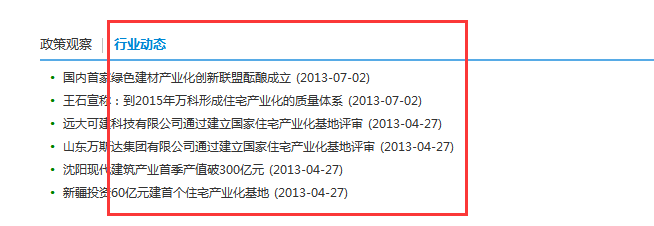 政策观察 | 行业动态
• 国内首家绿色建材产业化创新联盟酝酿成立 (2013-07-02)
• 王石宣称：到2015年万科形成住宅产业化的质量体系 (2013-07-02)
• 远大可建科技有限公司通过建立国家住宅产业化基地评审 (2013-04-27)
• 山东万斯达集团有限公司通过建立国家住宅产业化基地评审 (2013-04-27)
• 沈阳现代建筑产业首季产值破300亿元 (2013-04-27)
• 新疆投资60亿元建首个住宅产业化基地 (2013-04-27)